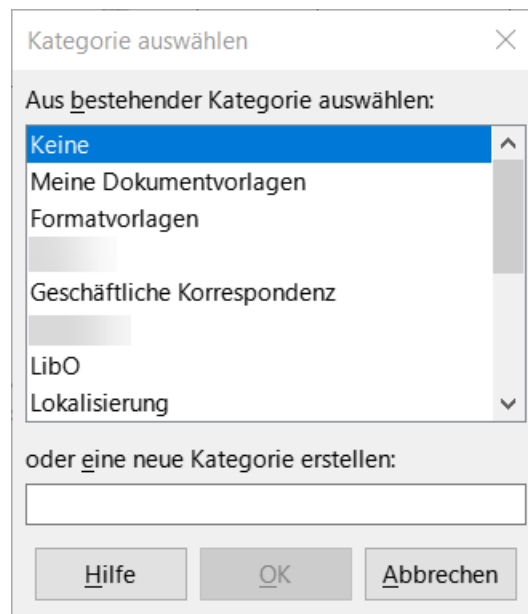 Kategorie auswählen
Aus bestehender Kategorie auswählen:
Keine
Meine Dokumentvorlagen
Formatvorlagen
Geschäftliche Korrespondenz
LibO
Lokalisierung
oder eine neue Kategorie erstellen:
Hilfe OK Abbrechen